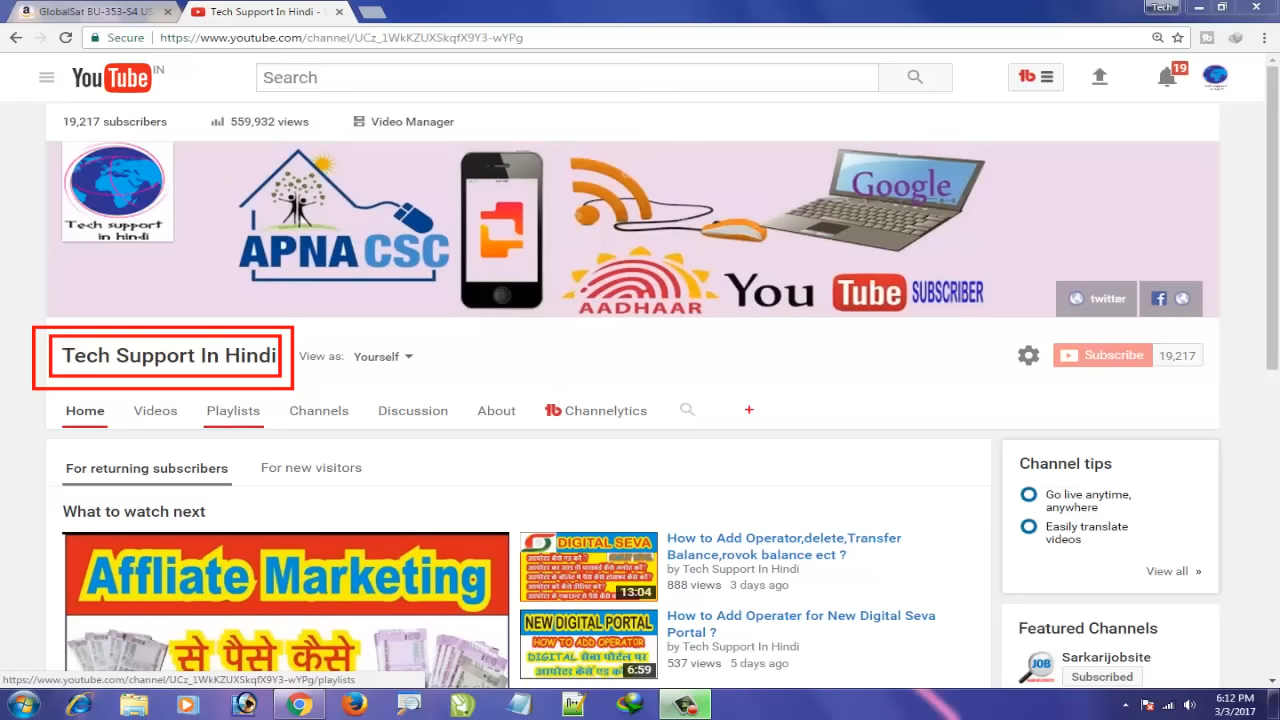 GlobalSat BU-353-S4 US
Tech Support In Hindi -
Tech
Secure
https://www.youtube.com/channel/UCz_1WkKZUXSkqfX9Y3-wYPg
YouTube IN
Search
19
19,217 subscribers
559,932 views
Video Manager
Tech support
in hindi
APNA CSC
AADHAAR
Google
You Tube SUBSCRIBER
twitter
Tech Support In Hindi
View as:
Yourself
Subscribe
19,217
Home
Videos
Playlists
Channels
Discussion
About
Channelytics
+
For returning subscribers
For new visitors
What to watch next
Affliate Marketing
से पैसे कैसे
DIGITAL SEVA
13:04
How to Add Operator,delete,Transfer
Balance,rovok balance ect ?
by Tech Support In Hindi
888 views
3 days ago
NEW DIGITAL PORTAL
HOW TO ADD OPERATOR
DIGITAL सेवा पोर्टल पर
आपरेटर कैसे एड करें
6:59
How to Add Operater for New Digital Seva
Portal ?
by Tech Support In Hindi
537 views
5 days ago
Channel tips
Go live anytime,
anywhere
Easily translate
videos
View all »
Featured Channels
JOB
Sarkarijobsite
Subscribed
https://www.youtube.com/channel/UCz_1WkKZUXSkqfX9Y3-wYPg/playlists
6:12 PM
3/3/2017